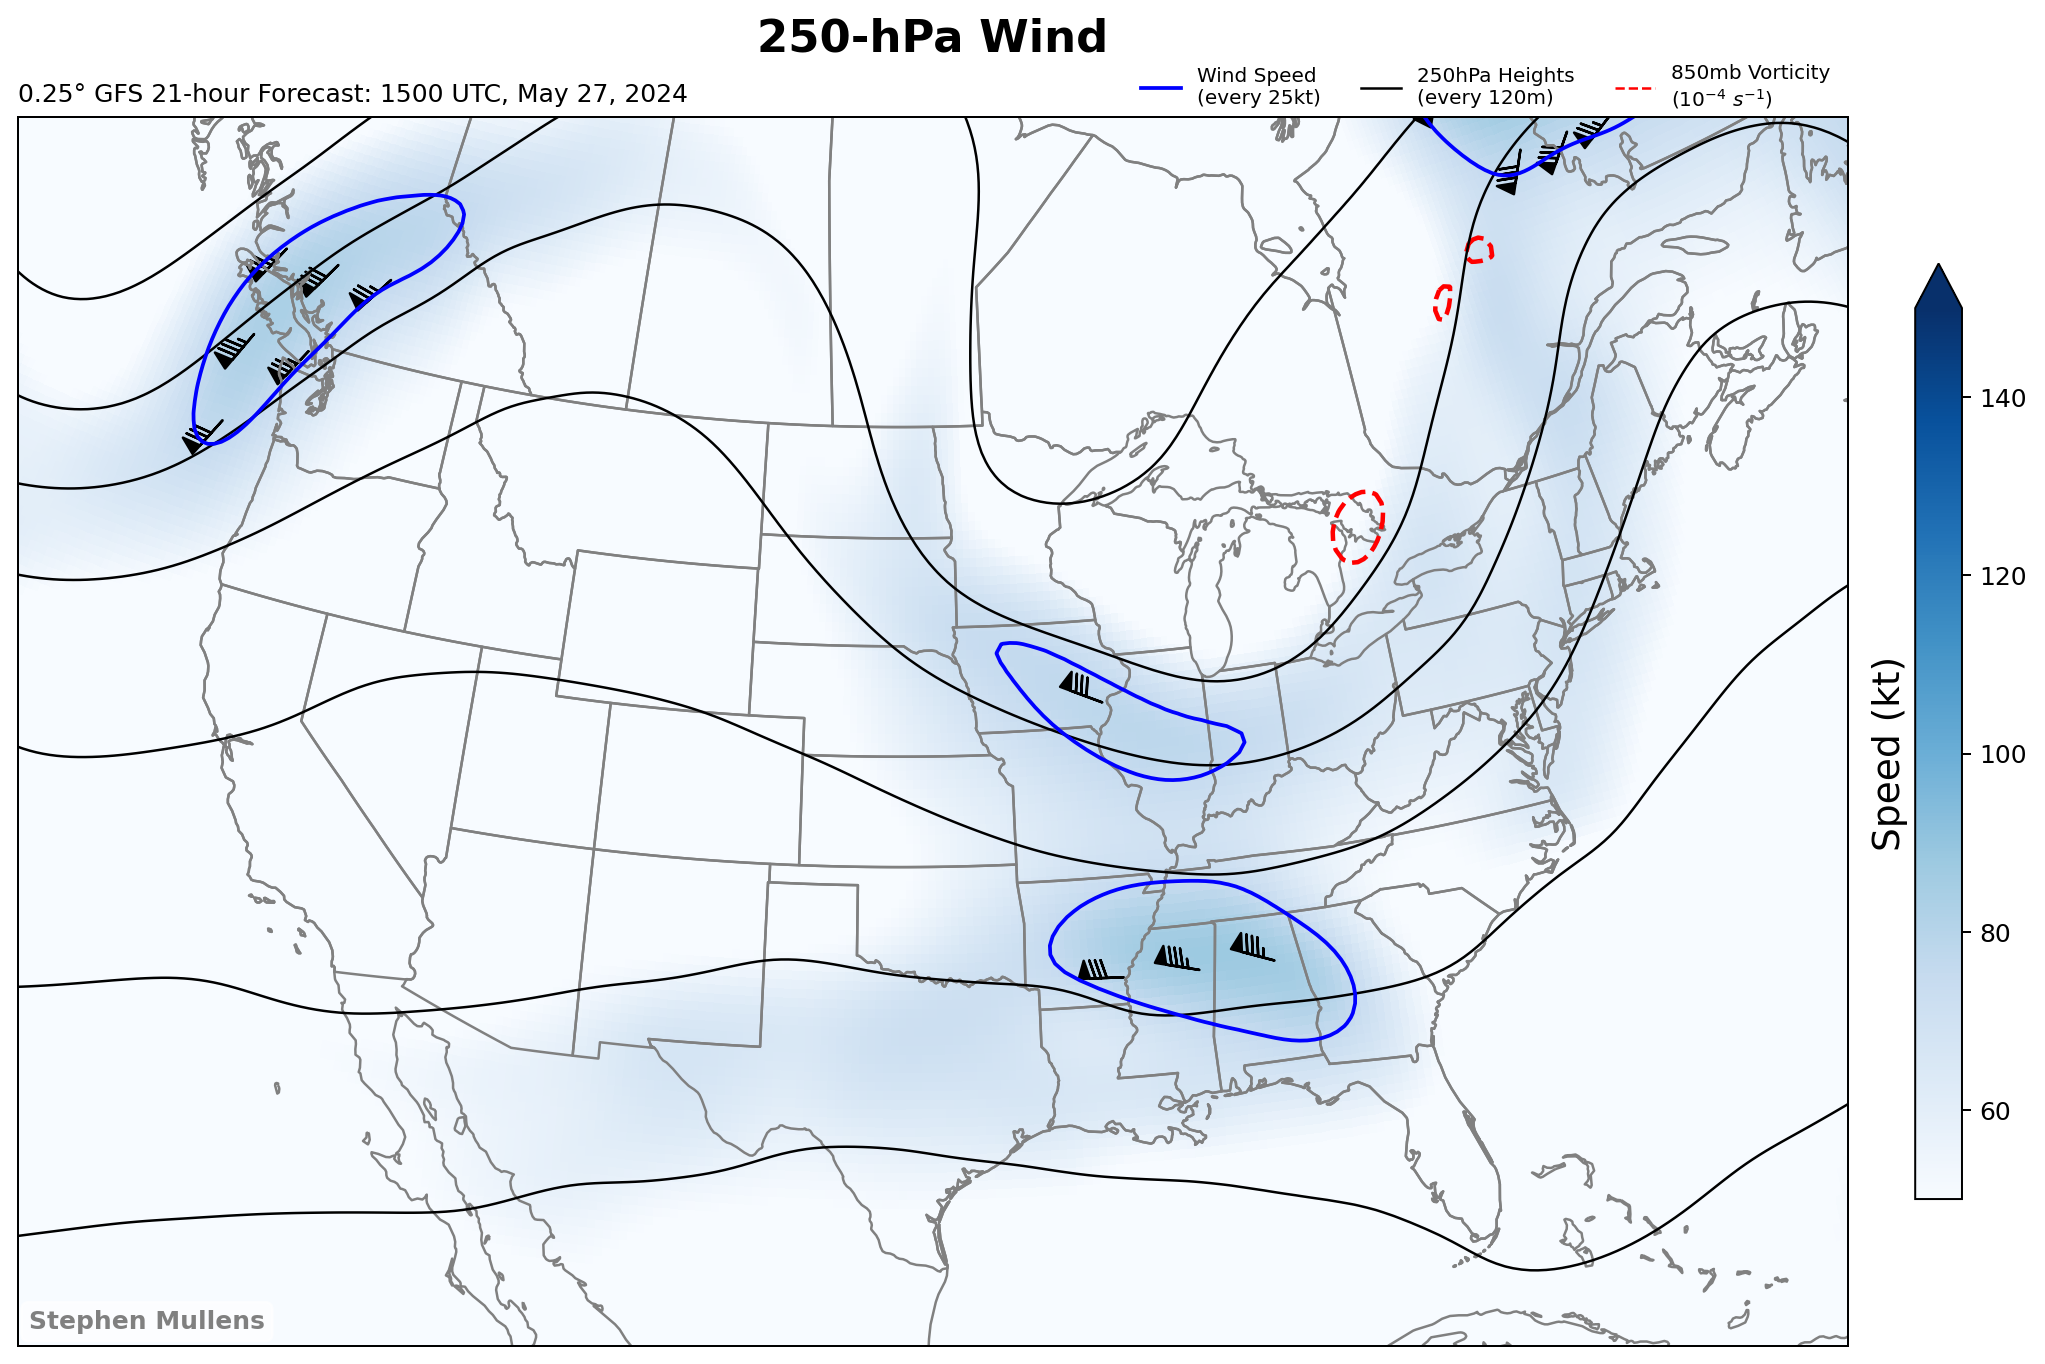 250-hPa Wind
0.25° GFS 21-hour Forecast: 1500 UTC, May 27, 2024
Wind Speed
(every 25kt)
250hPa Heights
(every 120m)
850mb Vorticity
(10⁻⁴ s⁻¹)
140
120
100
80
60
Speed (kt)
Stephen Mullens